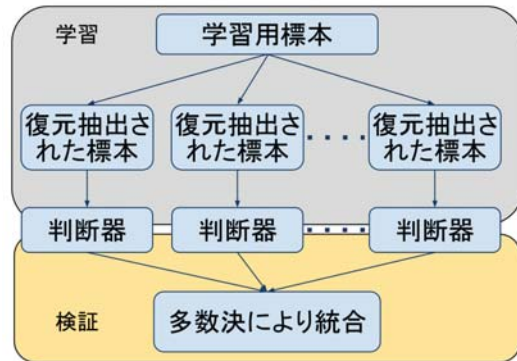 学習
学習用標本
復元抽出さ
れた標本
復元抽出さ
れた標本
復元抽出さ
れた標本
判断器
判断器
判断器
検証
多数決により統合